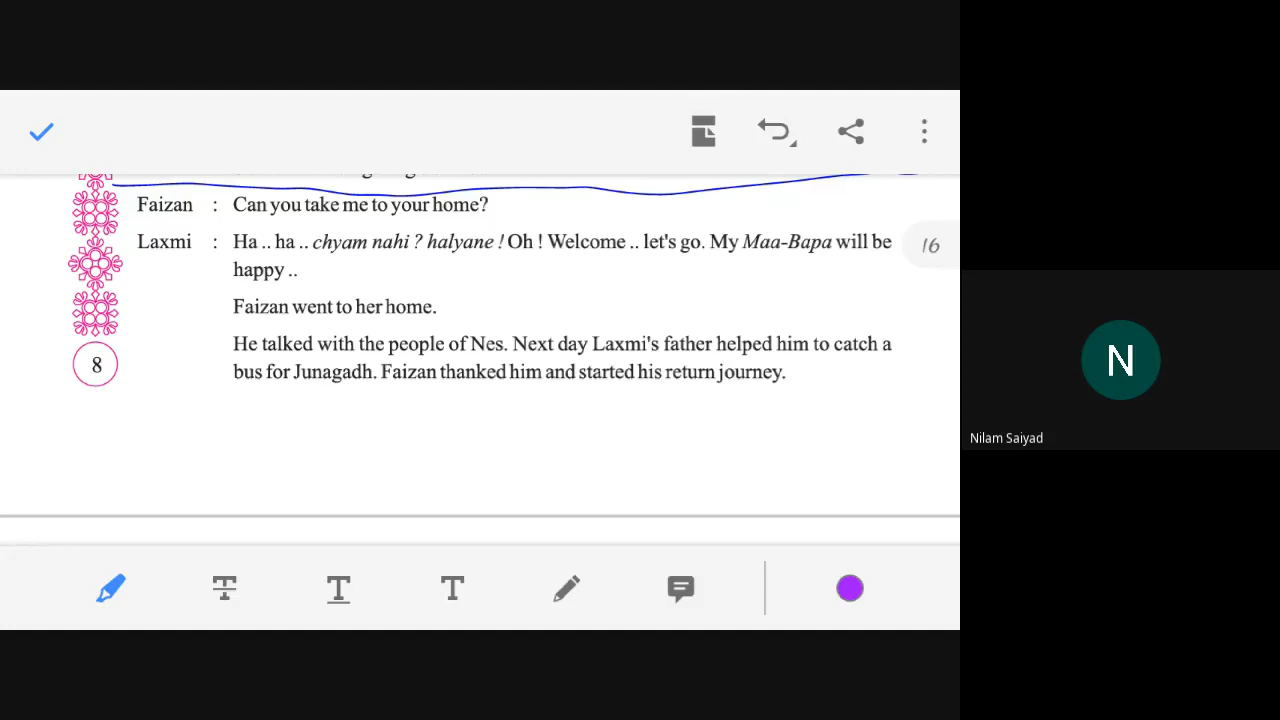 Faizan : Can you take me to your home?
Laxmi : Ha .. ha .. chyam nahi ? halyane ! Oh ! Welcome .. let's go. My Maa-Bapa will be
happy ..
16
Faizan went to her home.
He talked with the people of Nes. Next day Laxmi's father helped him to catch a
bus for Junagadh. Faizan thanked him and started his return journey.
8
N
Nilam Saiyad
T
T
T